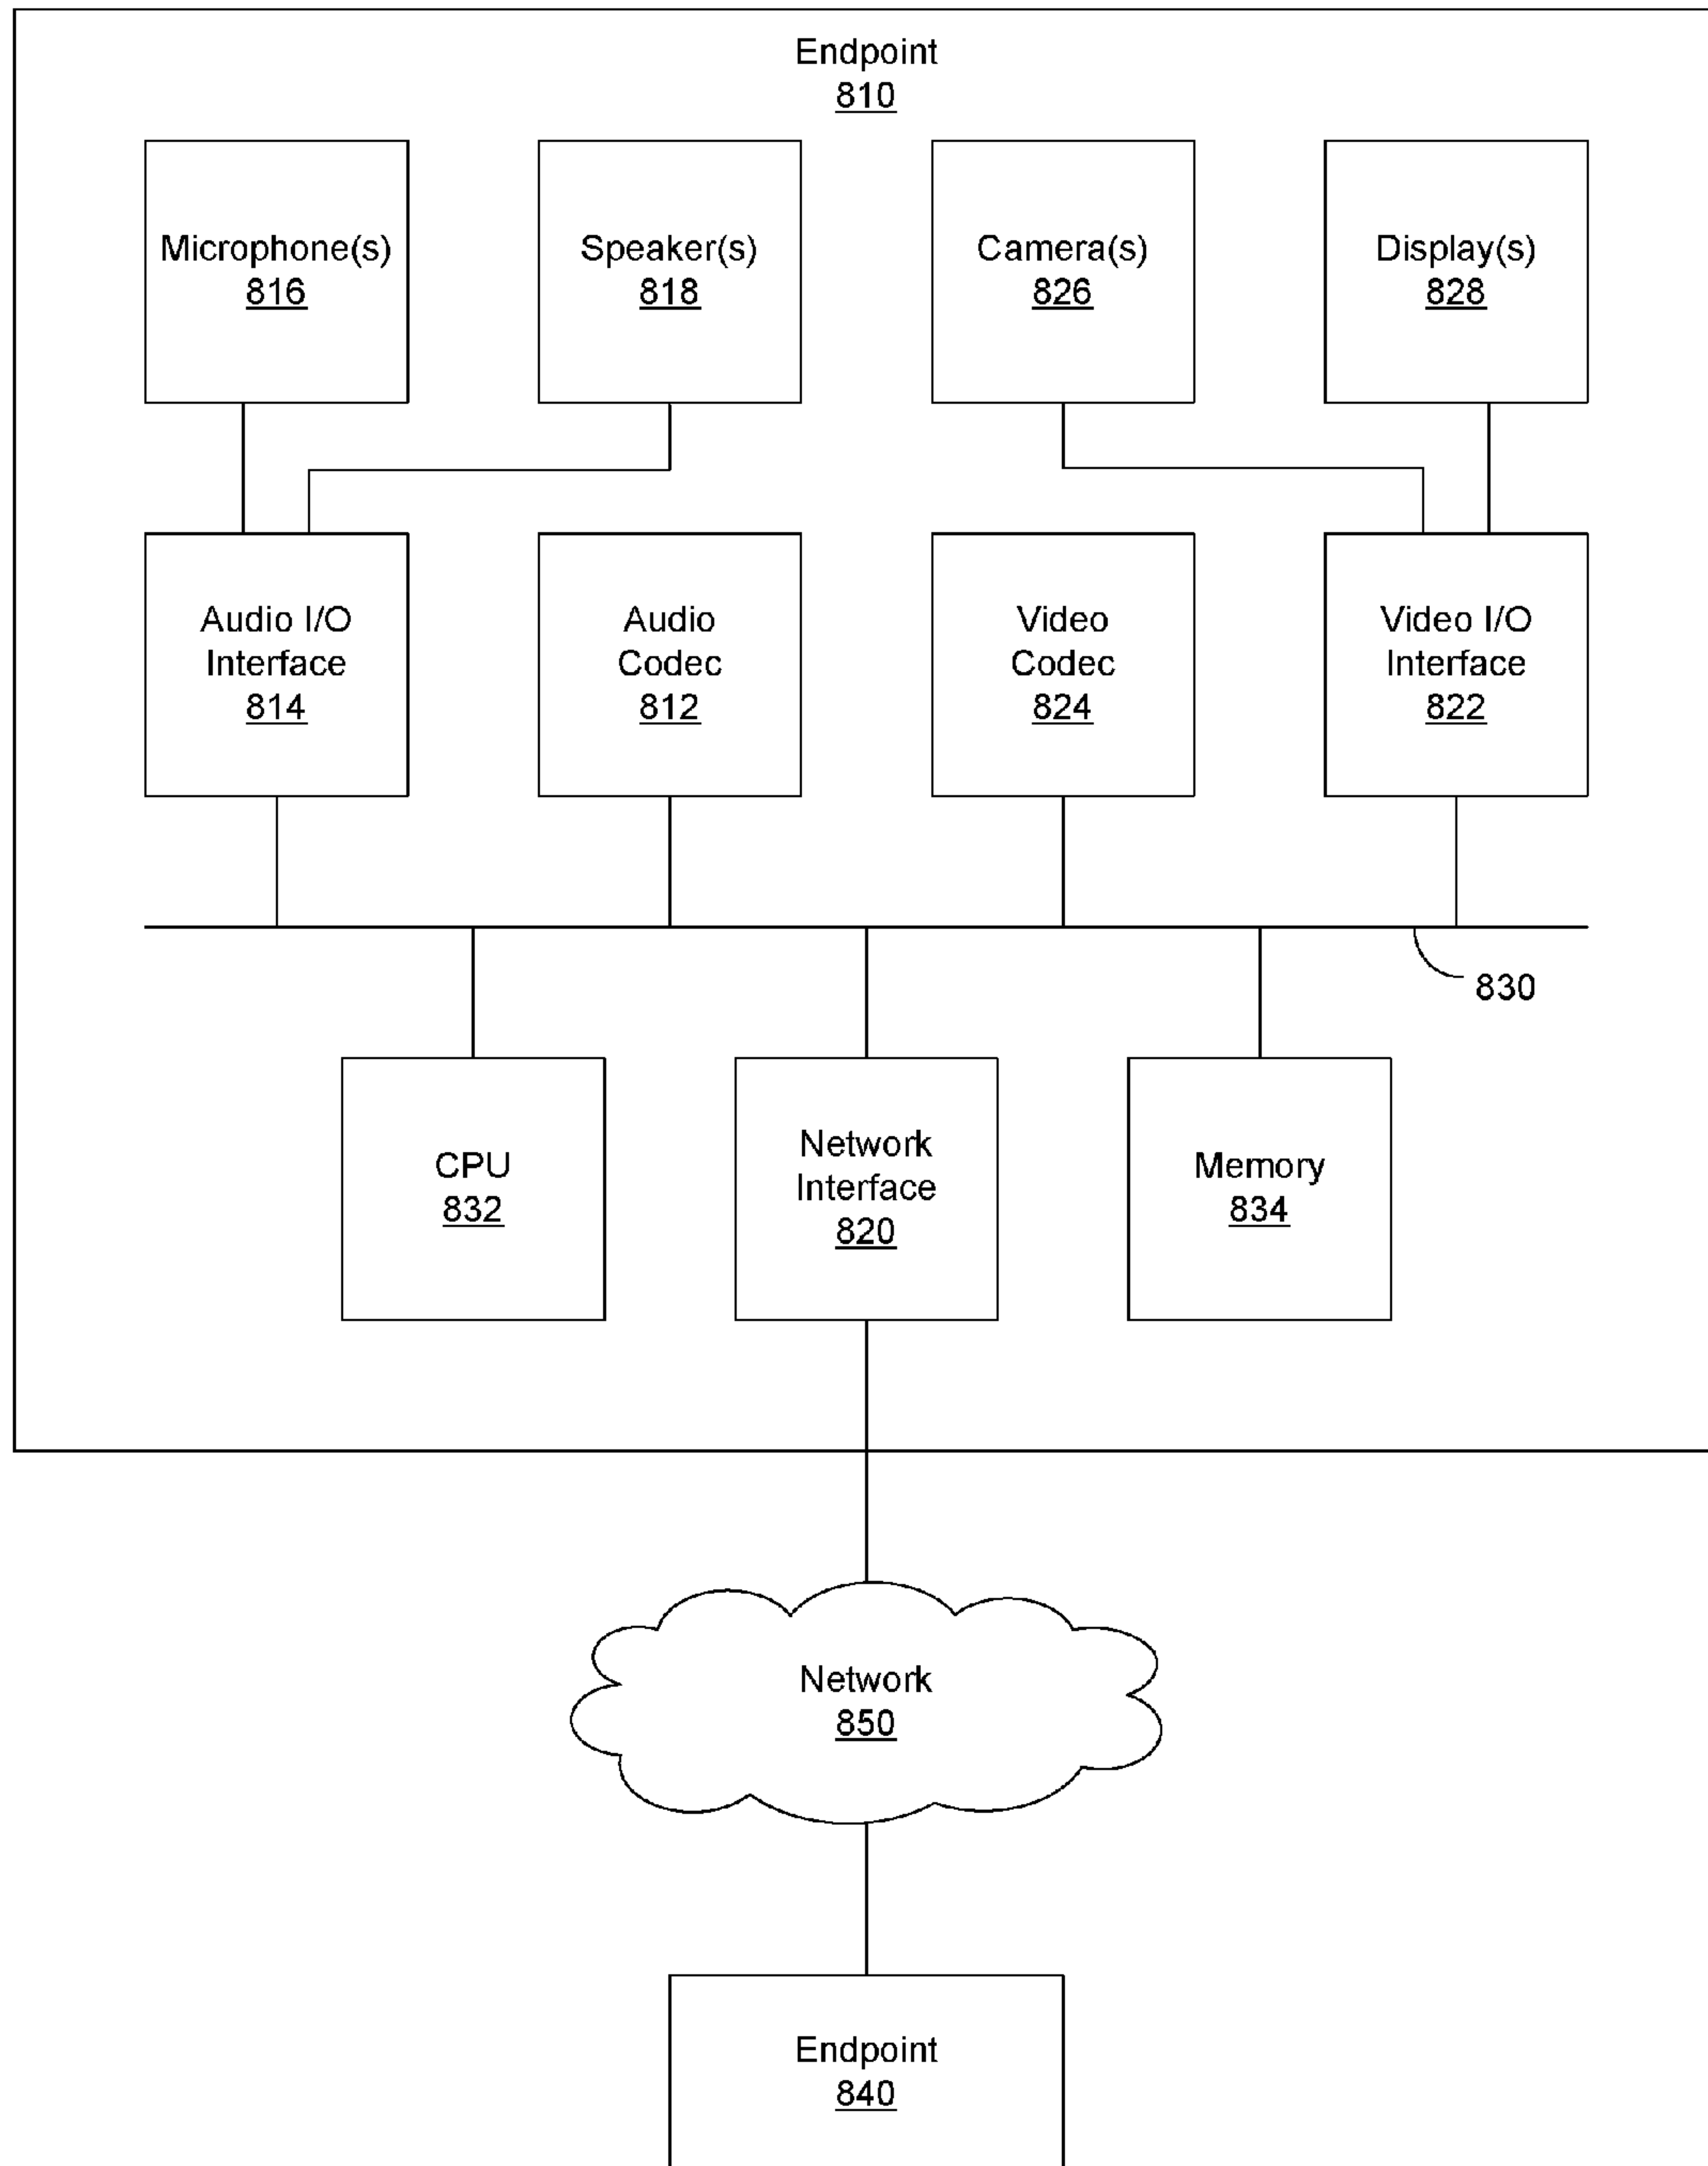 Endpoint
810
Microphone(s)
816
Speaker(s)
818
Camera(s)
826
Display(s)
828
Audio I/O
Interface
814
Audio
Codec
812
Video
Codec
824
Video I/O
Interface
822
830
CPU
832
Network
Interface
820
Memory
834
Network
850
Endpoint
840